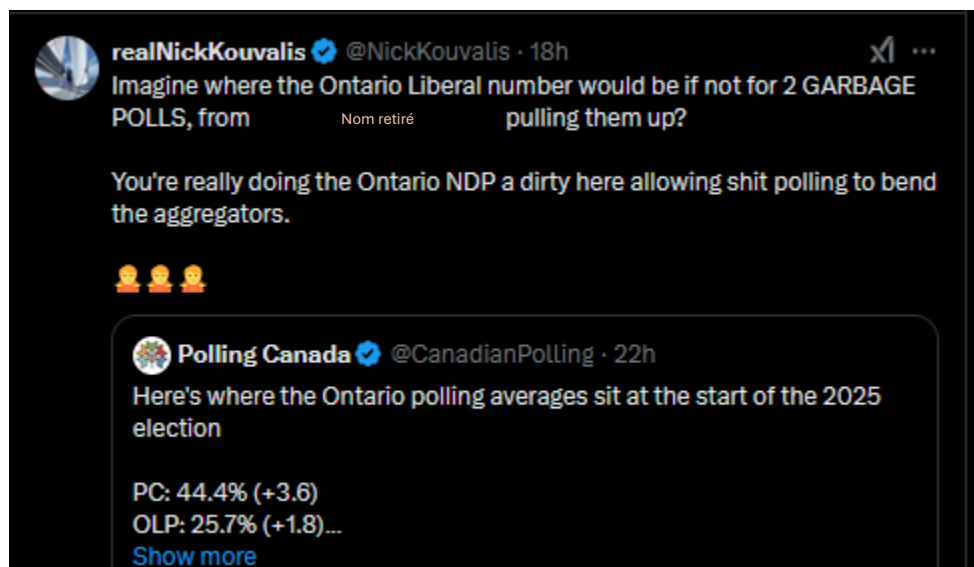 realNickKouvalis @NickKouvalis · 18h
Imagine where the Ontario Liberal number would be if not for 2 GARBAGE
POLLS, from Nom retiré pulling them up?
You're really doing the Ontario NDP a dirty here allowing shit polling to bend
the aggregators.
🤷🤷🤷
Polling Canada @CanadianPolling · 22h
Here's where the Ontario polling averages sit at the start of the 2025
election
PC: 44.4% (+3.6)
OLP: 25.7% (+1.8)...
Show more